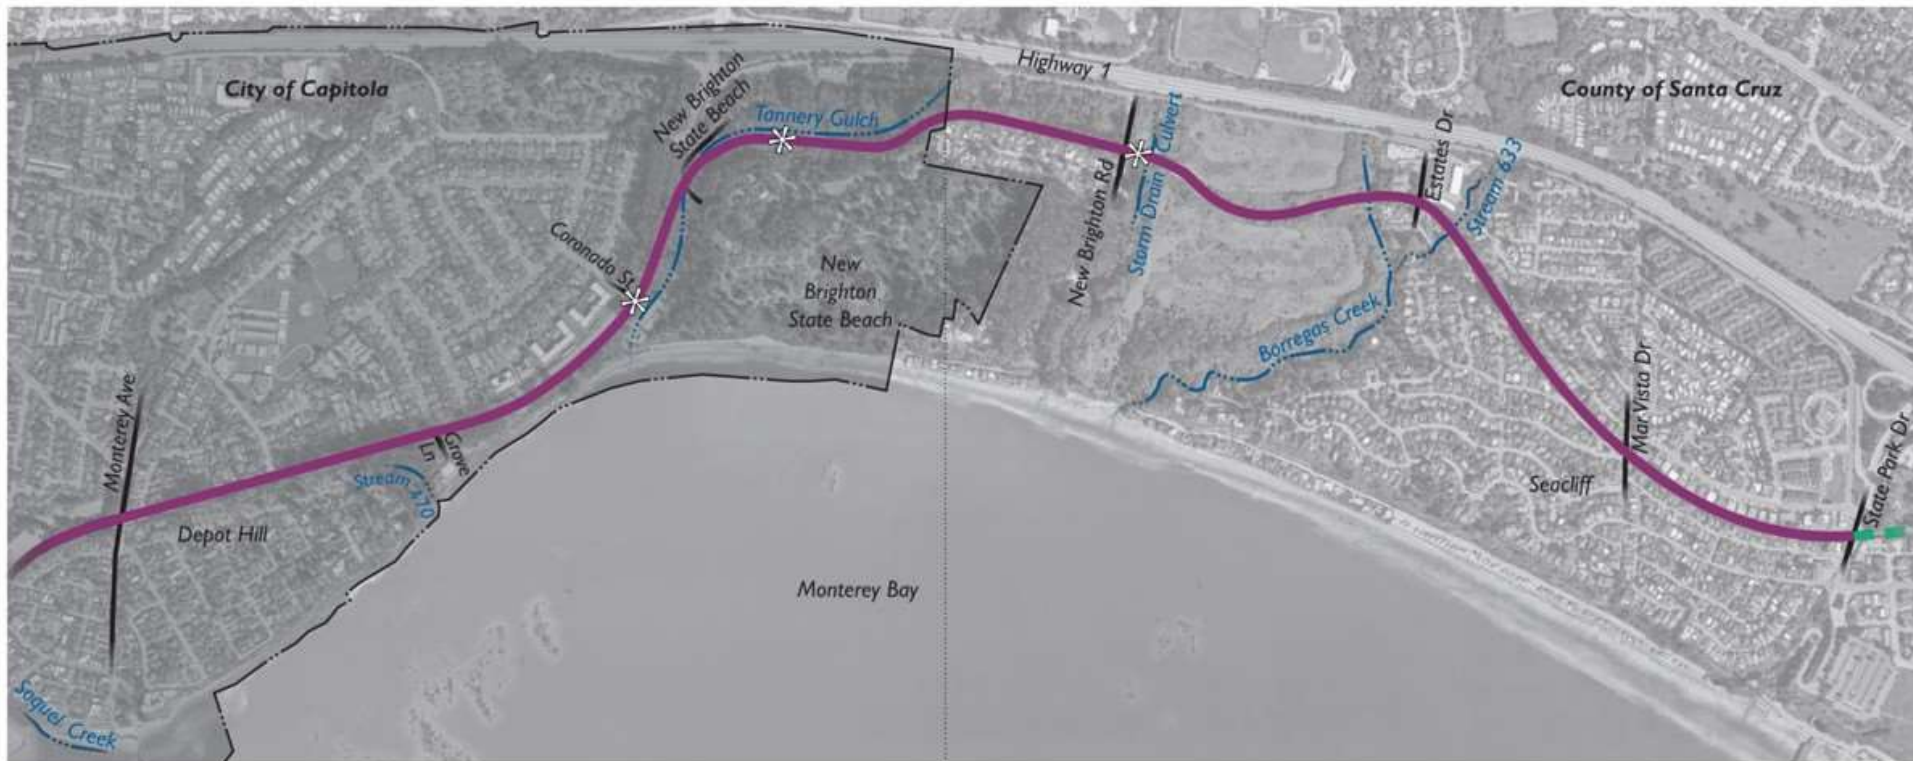 Highway 1
City of Capitola
County of Santa Cruz
New Brighton
State Beach
Tannery Gulch
Storm Drain Culvert
Estates Dr
Stream 633
New Brighton Rd
Coronado St
New
Brighton
State Beach
Borregas Creek
Monterey Ave
Grove
Ln
Stream 470
Mar Vista Dr
Seacliff
State Park Dr
Depot Hill
Monterey Bay
Soquel Creek